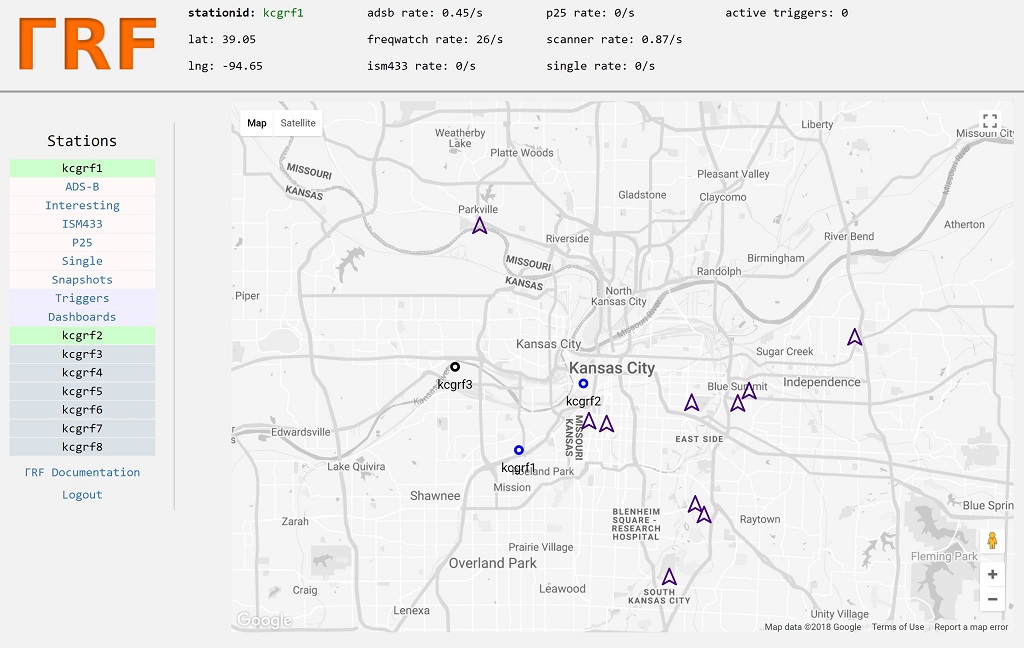 ΓRF
stationid: kcgrf1
adsb rate: 0.45/s
p25 rate: 0/s
active triggers: 0
lat: 39.05
freqwatch rate: 26/s
scanner rate: 0.87/s
lng: -94.65
ism433 rate: 0/s
single rate: 0/s
Stations
kcgrf1
ADS-B
Interesting
ISM433
P25
Single
Snapshots
Triggers
Dashboards
kcgrf2
kcgrf3
kcgrf4
kcgrf5
kcgrf6
kcgrf7
kcgrf8
ΓRF Documentation
Logout
Map
Satellite
Weatherby
Lake
Platte Woods
Liberty
Missouri City
Missouri River
MISSOURI
KANSAS
Pleasant Valley
Gladstone
Claycomo
Parkville
Riverside
River Bend
Atherton
MISSOURI
KANSAS
Birmingham
Randolph
Piper
North
Kansas City
Missouri River
Kansas City
Sugar Creek
Kansas City
kcgrf3
kcgrf2
Blue Summit
Independence
MISSOURI
KANSAS
Edwardsville
EAST SIDE
Lake Quivira
kcgrf1
eland Park
Mission
Shawnee
Blue Sprin
BLENHEIM
SQUARE -
RESEARCH
HOSPITAL
Zarah
Raytown
Prairie Village
Fleming Park
Overland Park
Craig
Leawood
SOUTH
KANSAS CITY
Lenexa
Unity Village
Google
Map data ©2018 Google
Terms of Use
Report a map error